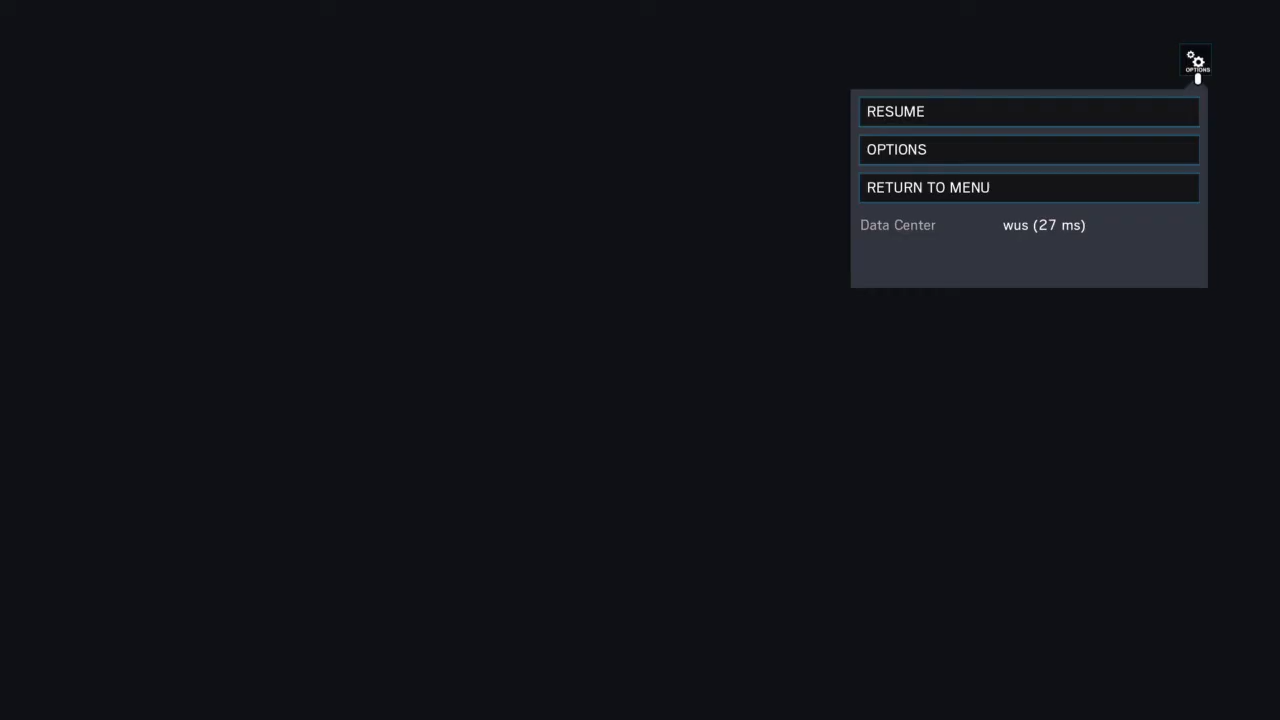 OPTIONS
RESUME
OPTIONS
RETURN TO MENU
Data Center wus (27 ms)